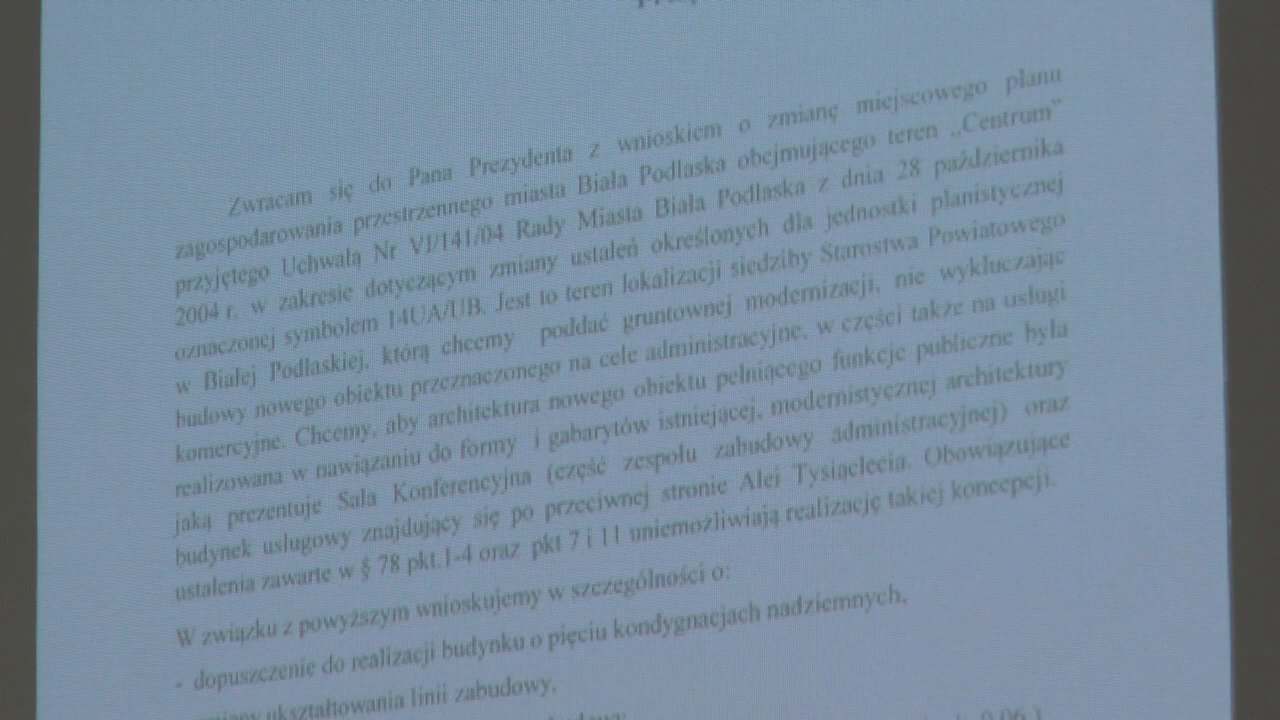 Zwracam się do Pana Prezydenta z wnioskiem o zmianę miejscowego planu
zagospodarowania przestrzennego miasta Biała Podlaska obejmującego teren „Centrum”
przyjętego Uchwałą Nr VI/141/04 Rady Miasta Biała Podlaska z dnia 28 października
2004 r. w zakresie dotyczącym zmiany ustaleń określonych dla jednostki planistycznej
oznaczonej symbolem 14UA/UB. Jest to teren lokalizacji siedziby Starostwa Powiatowego
w Białej Podlaskiej, którą chcemy poddać gruntownej modernizacji, nie wykluczając
budowy nowego obiektu przeznaczonego na cele administracyjne, w części także na usługi
komercyjne. Chcemy, aby architektura nowego obiektu pełniącego funkcje publiczne była
realizowana w nawiązaniu do formy i gabarytów istniejącej, modernistycznej architektury
jaką prezentuje Sala Konferencyjna (część zespołu zabudowy administracyjnej) oraz
budynek usługowy znajdujący się po przeciwnej stronie Alei Tysiąclecia. Obowiązujące
ustalenia zawarte w § 78 pkt.1-4 oraz pkt 7 i 11 uniemożliwiają realizację takiej koncepcji.
W związku z powyższym wnioskujemy w szczególności o:
- dopuszczenie do realizacji budynku o pięciu kondygnacjach nadziemnych,
ukształtowania linii zabudowy,